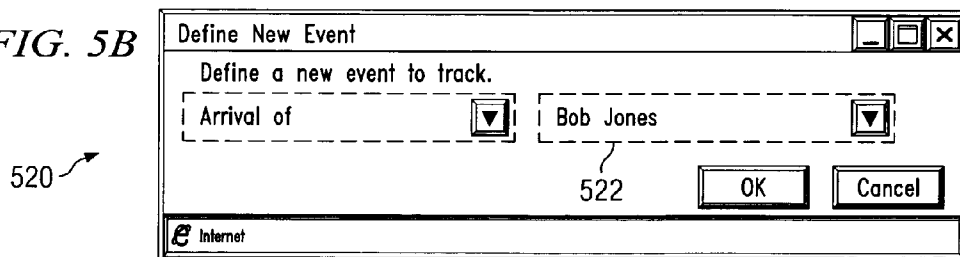 FIG. 5B
Define New Event
Define a new event to track.
Arrival of
Bob Jones
520
522
OK
Cancel
Internet